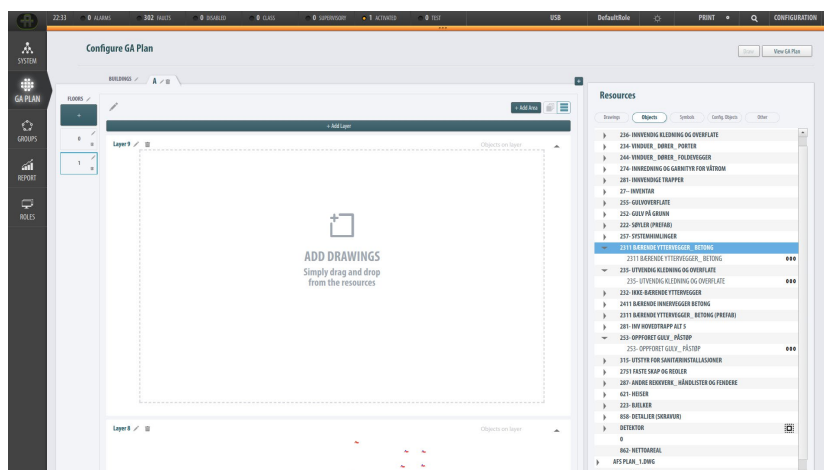 22:33 0 ALARMS 302 FAULTS 0 DISABLED 0 CLASS 0 SUPERVISORY 1 ACTIVATED 0 TEST USB DefaultRole PRINT CONFIGURATION
Configure GA Plan
View GA Plan
SYSTEM
GA PLAN
GROUPS
REPORT
ROLES
BUILDINGS A
FLOORS
+
0
1
+ Add Area
+ Add Layer
Layer 9 Objects on layer
ADD DRAWINGS
Simply drag and drop
from the resources
Layer 8 Objects on layer
Resources
Drawings Objects Symbols Config. Objects Other
236- INNVENDIG KLEDNING OG OVERFLATE
234- VINDUER_ DØRER_ PORTER
244- VINDUER_ DØRER_ FOLDEVEGGER
274- INNREDNING OG GARNITYR FOR VÅTROM
281- INNVENDIGE TRAPPER
27-- INVENTAR
255- GULVOVERFLATE
252- GULV PÅ GRUNN
222- SØYLER (PREFAB)
257- SYSTEMHIMLINGER
2311 BÆRENDE YTTERVEGGER_ BETONG
2311 BÆRENDE YTTERVEGGER_ BETONG
235- UTVENDIG KLEDNING OG OVERFLATE
235- UTVENDIG KLEDNING OG OVERFLATE
232- IKKE-BÆRENDE YTTERVEGGER
2411 BÆRENDE INNERVEGGER BETONG
2311 BÆRENDE YTTERVEGGER_ BETONG (PREFAB)
281- INV HOVEDTRAPP ALT 5
253- OPPFORET GULV_ PÅSTØP
253- OPPFORET GULV_ PÅSTØP
315- UTSTYR FOR SANITÆRINSTALLASJONER
2751 FASTE SKAP OG REOLER
287- ANDRE REKKVERK_ HÅNDLISTER OG FENDERE
621- HEISER
223- BJELKER
858- DETALJER (SKRAVUR)
DETEKTOR
0
862- NETTOAREAL
AFS PLAN_1.DWG